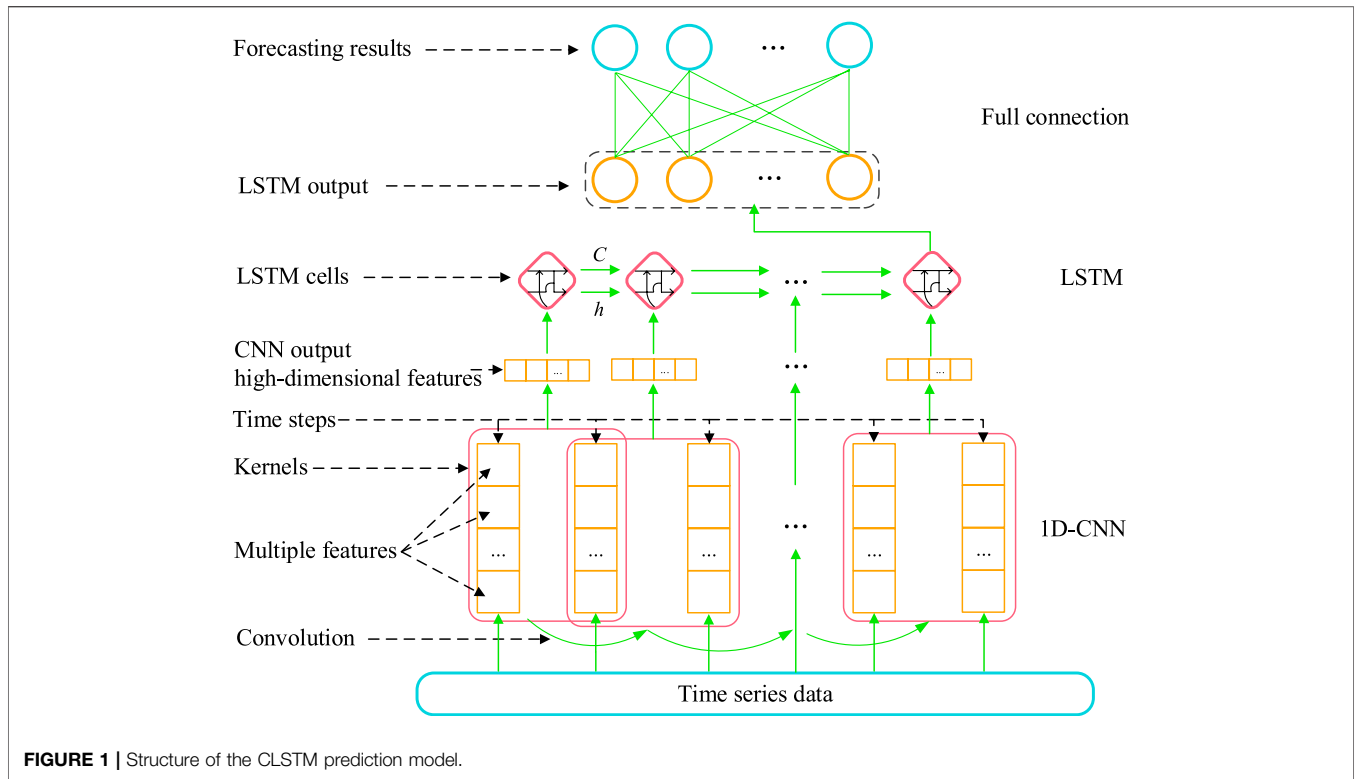 Forecasting results
...
Full connection
LSTM output
...
LSTM cells
C
h
...
LSTM
CNN output
high-dimensional features
...
...
...
...
Time steps
Kernels
Multiple features
...
...
...
...
...
...
1D-CNN
Convolution
Time series data
FIGURE 1 | Structure of the CLSTM prediction model.